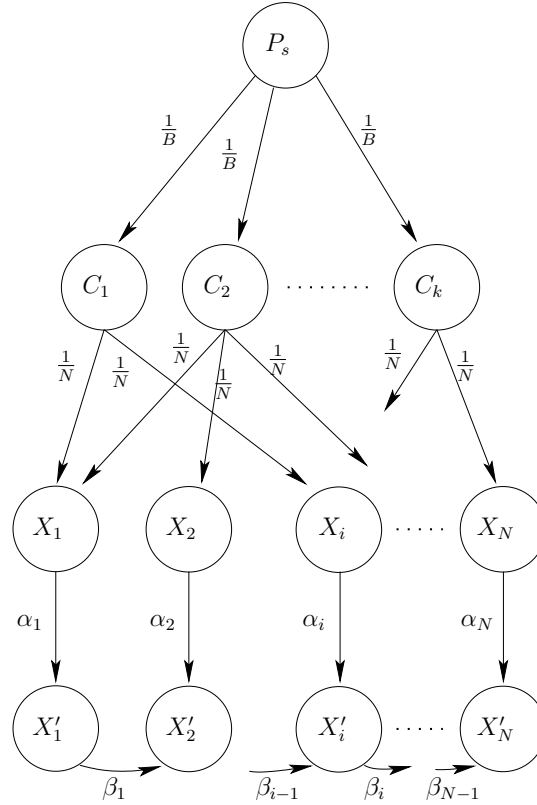 P_s
1/B 1/B 1/B
C_1 C_2 ........ C_k
1/N 1/N 1/N 1/N 1/N 1/N 1/N
X_1 X_2 X_i ..... X_N
α_1 α_2 α_i α_N
X'_1 X'_2 X'_i ..... X'_N
β_1 β_{i-1} β_i β_{N-1}